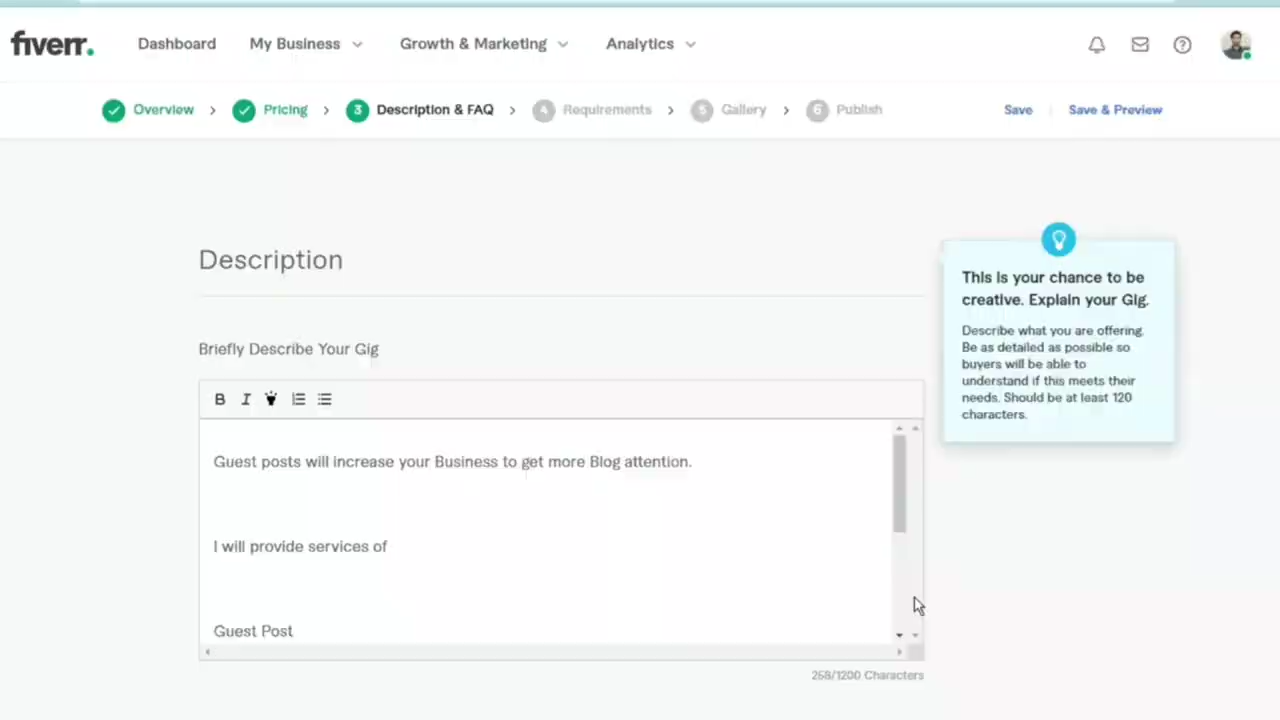 fiverr. Dashboard My Business Growth & Marketing Analytics
Overview > Pricing > 3 Description & FAQ > 4 Requirements > 5 Gallery > 6 Publish Save | Save & Preview
Description
This is your chance to be
creative. Explain your Gig.
Describe what you are offering.
Be as detailed as possible so
buyers will be able to
understand if this meets their
needs. Should be at least 120
characters.
Briefly Describe Your Gig
B I
Guest posts will increase your Business to get more Blog attention.
I will provide services of
Guest Post
268/1200 Characters